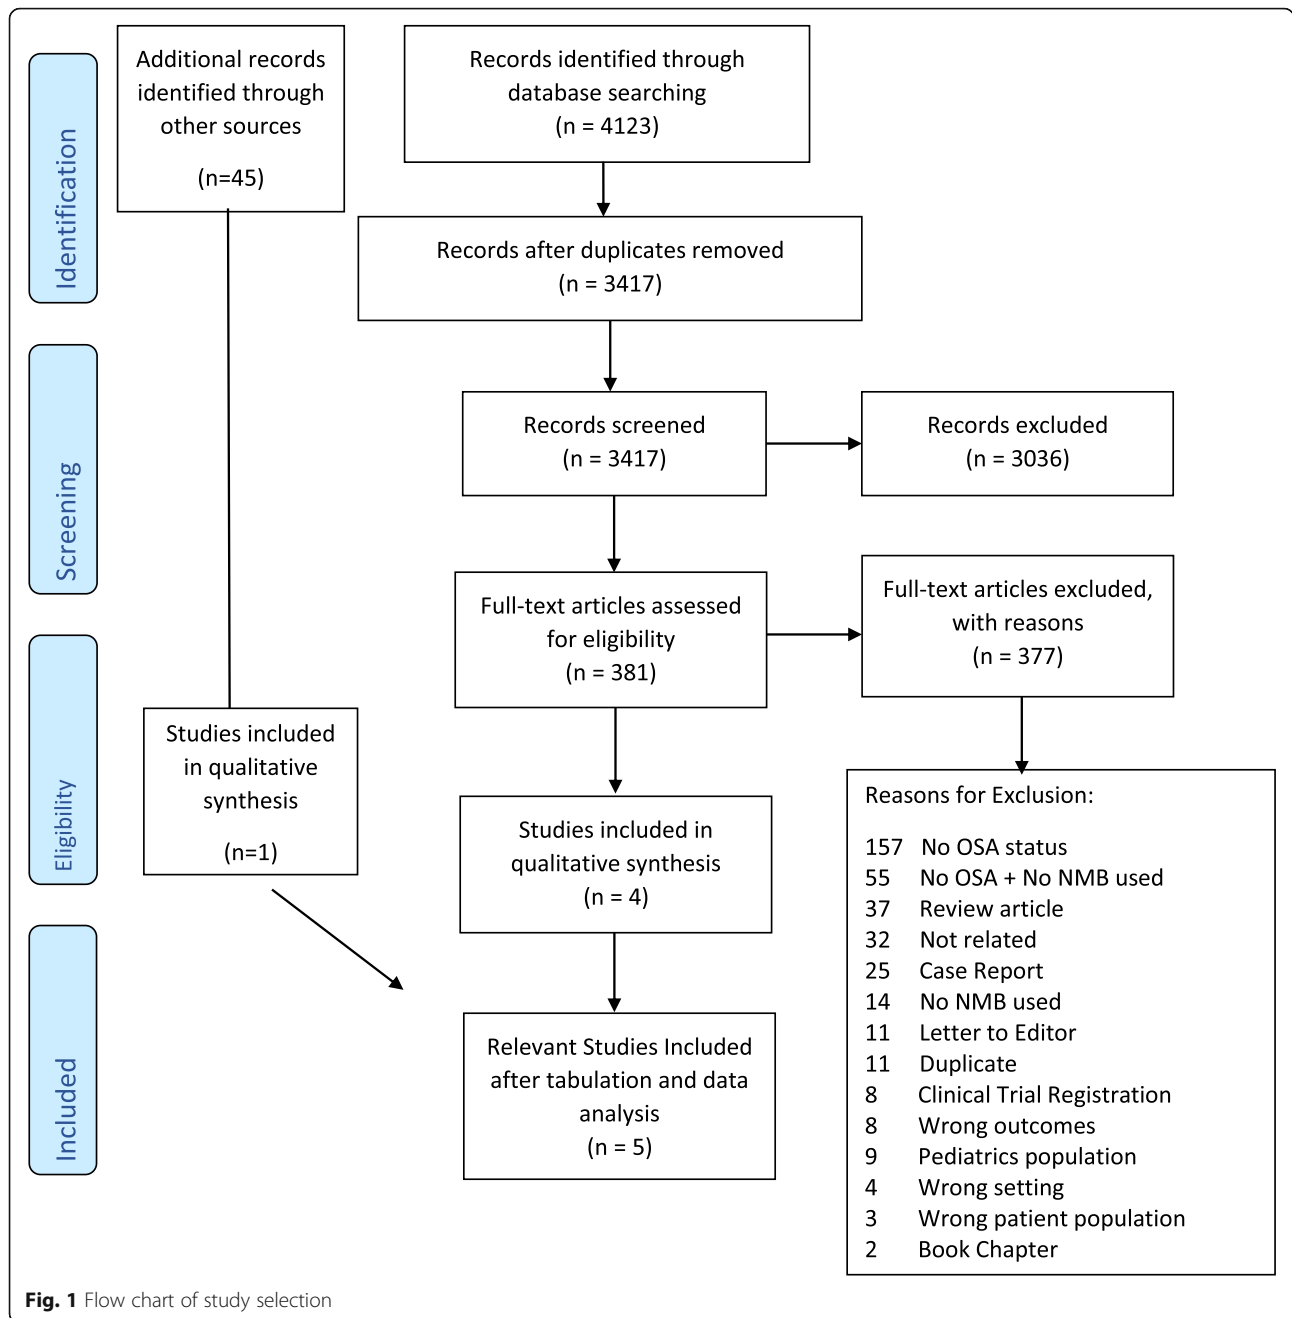 Identification
Additional records
identified through
other sources
(n=45)
Records identified through
database searching
(n = 4123)
Records after duplicates removed
(n = 3417)
Screening
Records screened
(n = 3417)
Records excluded
(n = 3036)
Full-text articles assessed
for eligibility
(n = 381)
Full-text articles excluded,
with reasons
(n = 377)
Eligibility
Studies included
in qualitative
synthesis
(n=1)
Studies included in
qualitative synthesis
(n = 4)
Reasons for Exclusion:
157 No OSA status
55 No OSA + No NMB used
37 Review article
32 Not related
25 Case Report
14 No NMB used
11 Letter to Editor
11 Duplicate
8 Clinical Trial Registration
8 Wrong outcomes
9 Pediatrics population
4 Wrong setting
3 Wrong patient population
2 Book Chapter
Included
Relevant Studies Included
after tabulation and data
analysis
(n = 5)
Fig. 1 Flow chart of study selection